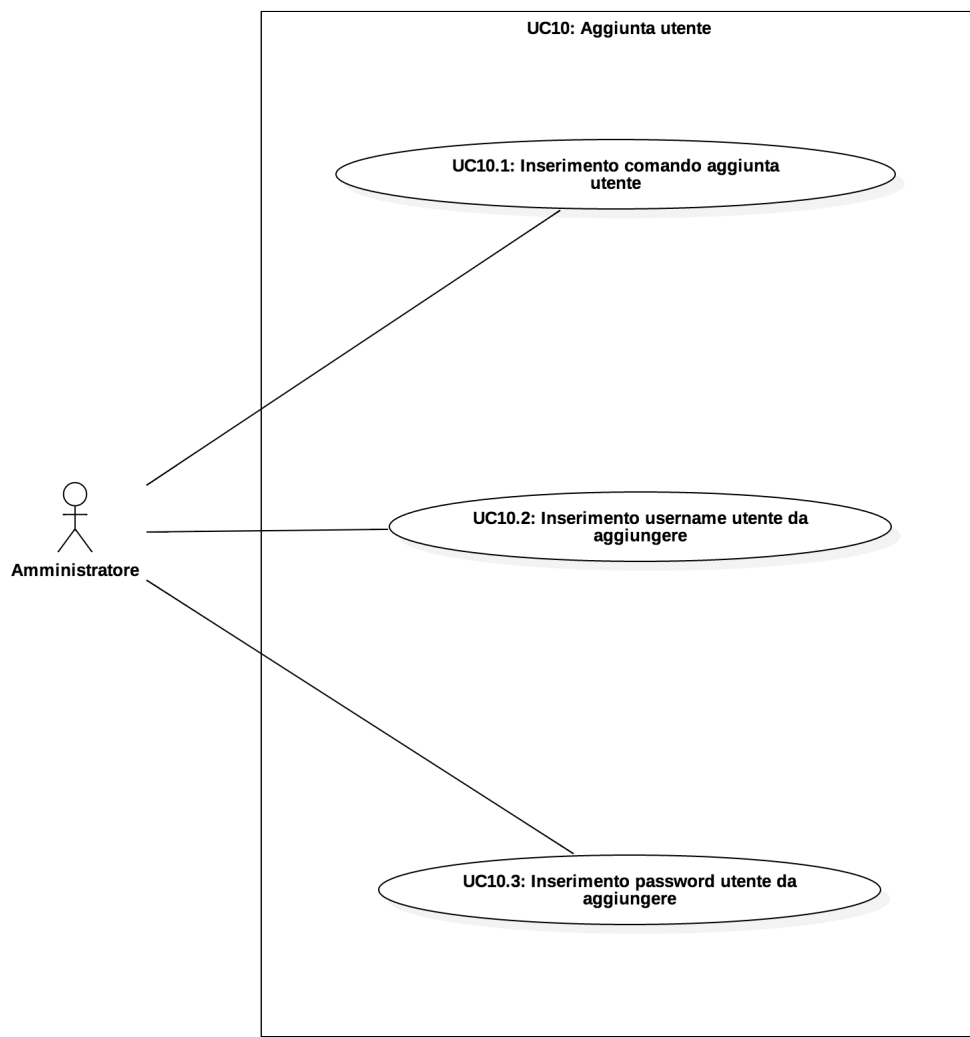 UC10: Aggiunta utente
UC10.1: Inserimento comando aggiunta
utente
UC10.2: Inserimento username utente da
aggiungere
Amministratore
UC10.3: Inserimento password utente da
aggiungere